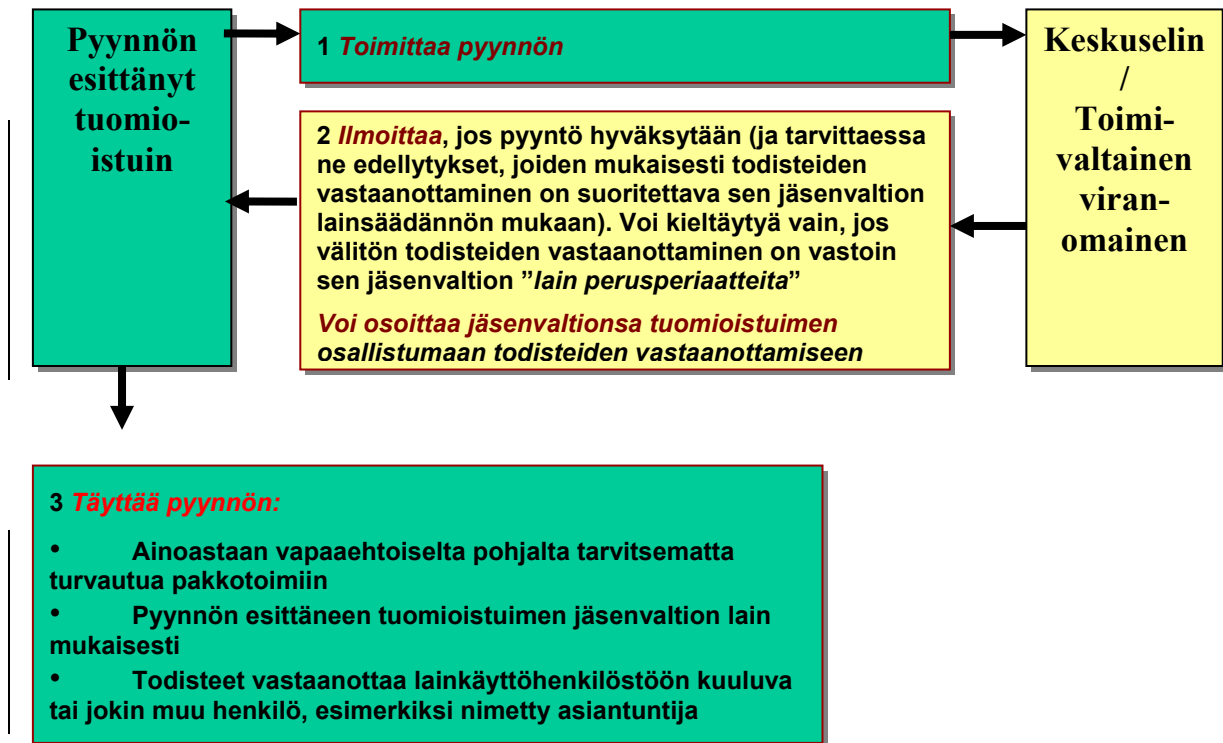 Pyynnön
esittänyt
tuomio-
istuin
1 Toimittaa pyynnön
Keskuselin
/
Toimi-
valtainen
viran-
omainen
2 Ilmoittaa, jos pyyntö hyväksytään (ja tarvittaessa
ne edellytykset, joiden mukaisesti todisteiden
vastaanottaminen on suoritettava sen jäsenvaltion
lainsäädännön mukaan). Voi kieltäytyä vain, jos
välitön todisteiden vastaanottaminen on vastoin
sen jäsenvaltion ”lain perusperiaatteita”
Voi osoittaa jäsenvaltionsa tuomioistuimen
osallistumaan todisteiden vastaanottamiseen
3 Täyttää pyynnön:
• Ainoastaan vapaaehtoiselta pohjalta tarvitsematta
turvautua pakkotoimiin
• Pyynnön esittäneen tuomioistuimen jäsenvaltion lain
mukaisesti
• Todisteet vastaanottaa lainkäyttöhenkilöstöön kuuluva
tai jokin muu henkilö, esimerkiksi nimetty asiantuntija